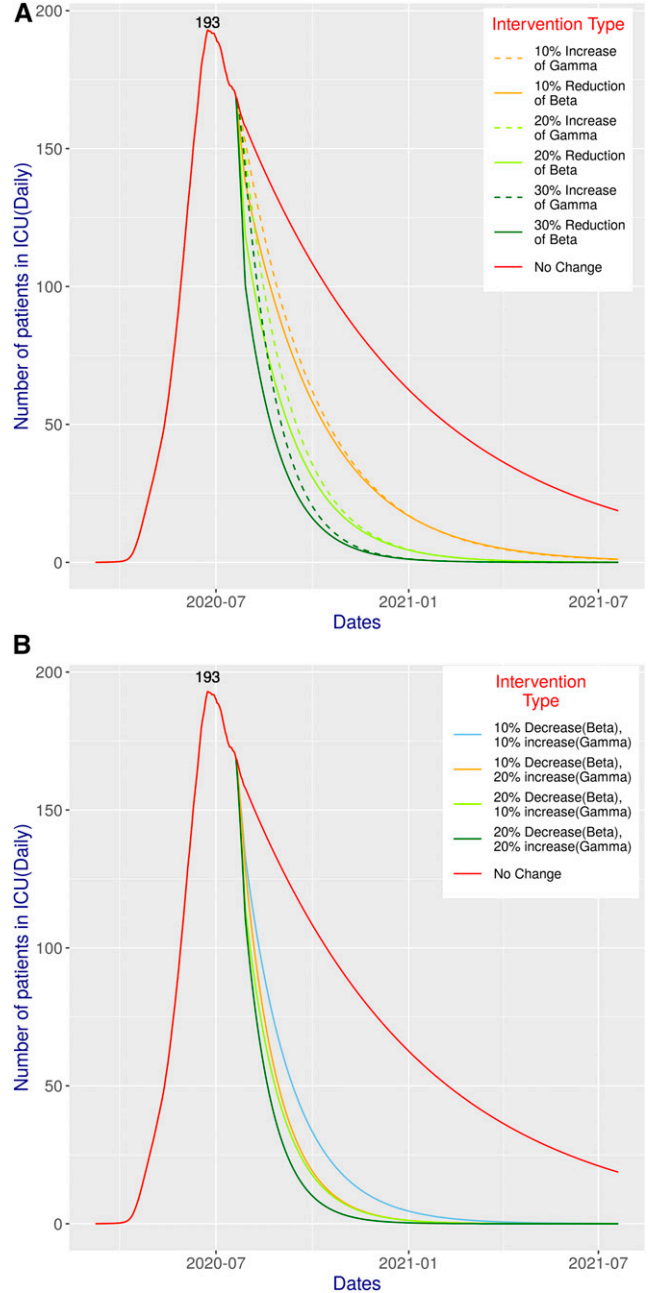 A
193
200
150
100
50
0
Number of patients in ICU(Daily)
2020-07
2021-01
2021-07
Dates
Intervention Type
10% Increase
of Gamma
10% Reduction
of Beta
20% Increase
of Gamma
20% Reduction
of Beta
30% Increase
of Gamma
30% Reduction
of Beta
No Change
B
193
200
150
100
50
0
Number of patients in ICU(Daily)
2020-07
2021-01
2021-07
Dates
Intervention
Type
10% Decrease(Beta),
10% increase(Gamma)
10% Decrease(Beta),
20% increase(Gamma)
20% Decrease(Beta),
10% increase(Gamma)
20% Decrease(Beta),
20% increase(Gamma)
No Change